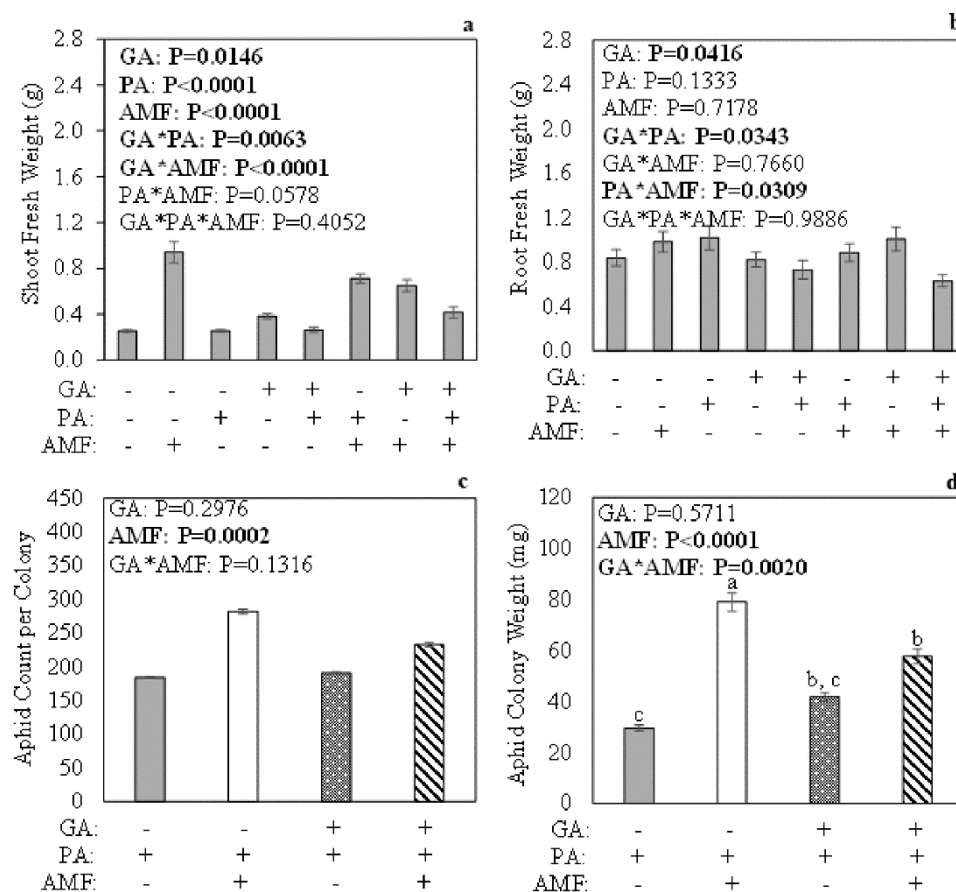 a
Shoot Fresh Weight (g)
2.8
2.4
2.0
1.6
1.2
0.8
0.4
0.0
GA: P=0.0146
PA: P<0.0001
AMF: P<0.0001
GA*PA: P=0.0063
GA*AMF: P<0.0001
PA*AMF: P=0.0578
GA*PA*AMF: P=0.4052
GA: - - - + + - + +
PA: - - + - + + - +
AMF: - + - - - + + +
b
Root Fresh Weight (g)
2.8
2.4
2.0
1.6
1.2
0.8
0.4
0.0
GA: P=0.0416
PA: P=0.1333
AMF: P=0.7178
GA*PA: P=0.0343
GA*AMF: P=0.7660
PA*AMF: P=0.0309
GA*PA*AMF: P=0.9886
GA: - - - + + - + +
PA: - - + - + + - +
AMF: - + - - - + + +
c
Aphid Count per Colony
450
400
350
300
250
200
150
100
50
0
GA: P=0.2976
AMF: P=0.0002
GA*AMF: P=0.1316
GA: - - + +
PA: + + + +
AMF: - + - +
d
Aphid Colony Weight (mg)
120
100
80
60
40
20
0
GA: P=0.5711
AMF: P<0.0001
GA*AMF: P=0.0020
c
a
b, c
b
GA: - - + +
PA: + + + +
AMF: - + - +